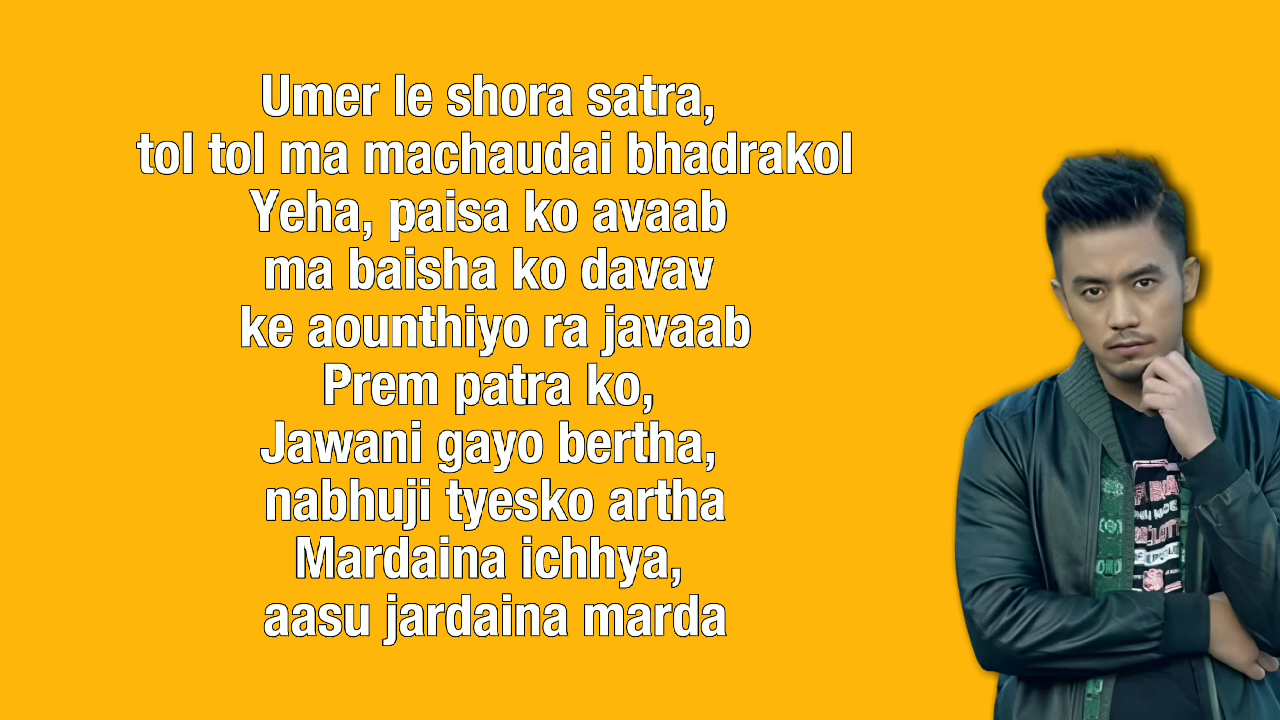 Umer le shora satra,
tol tol ma machaudai bhadrakol
Yeha, paisa ko avaab
ma baisha ko davav
ke aounthiyo ra javaab
Prem patra ko,
Jawani gayo bertha,
nabhuji tyesko artha
Mardaina ichhya,
aasu jardaina marda